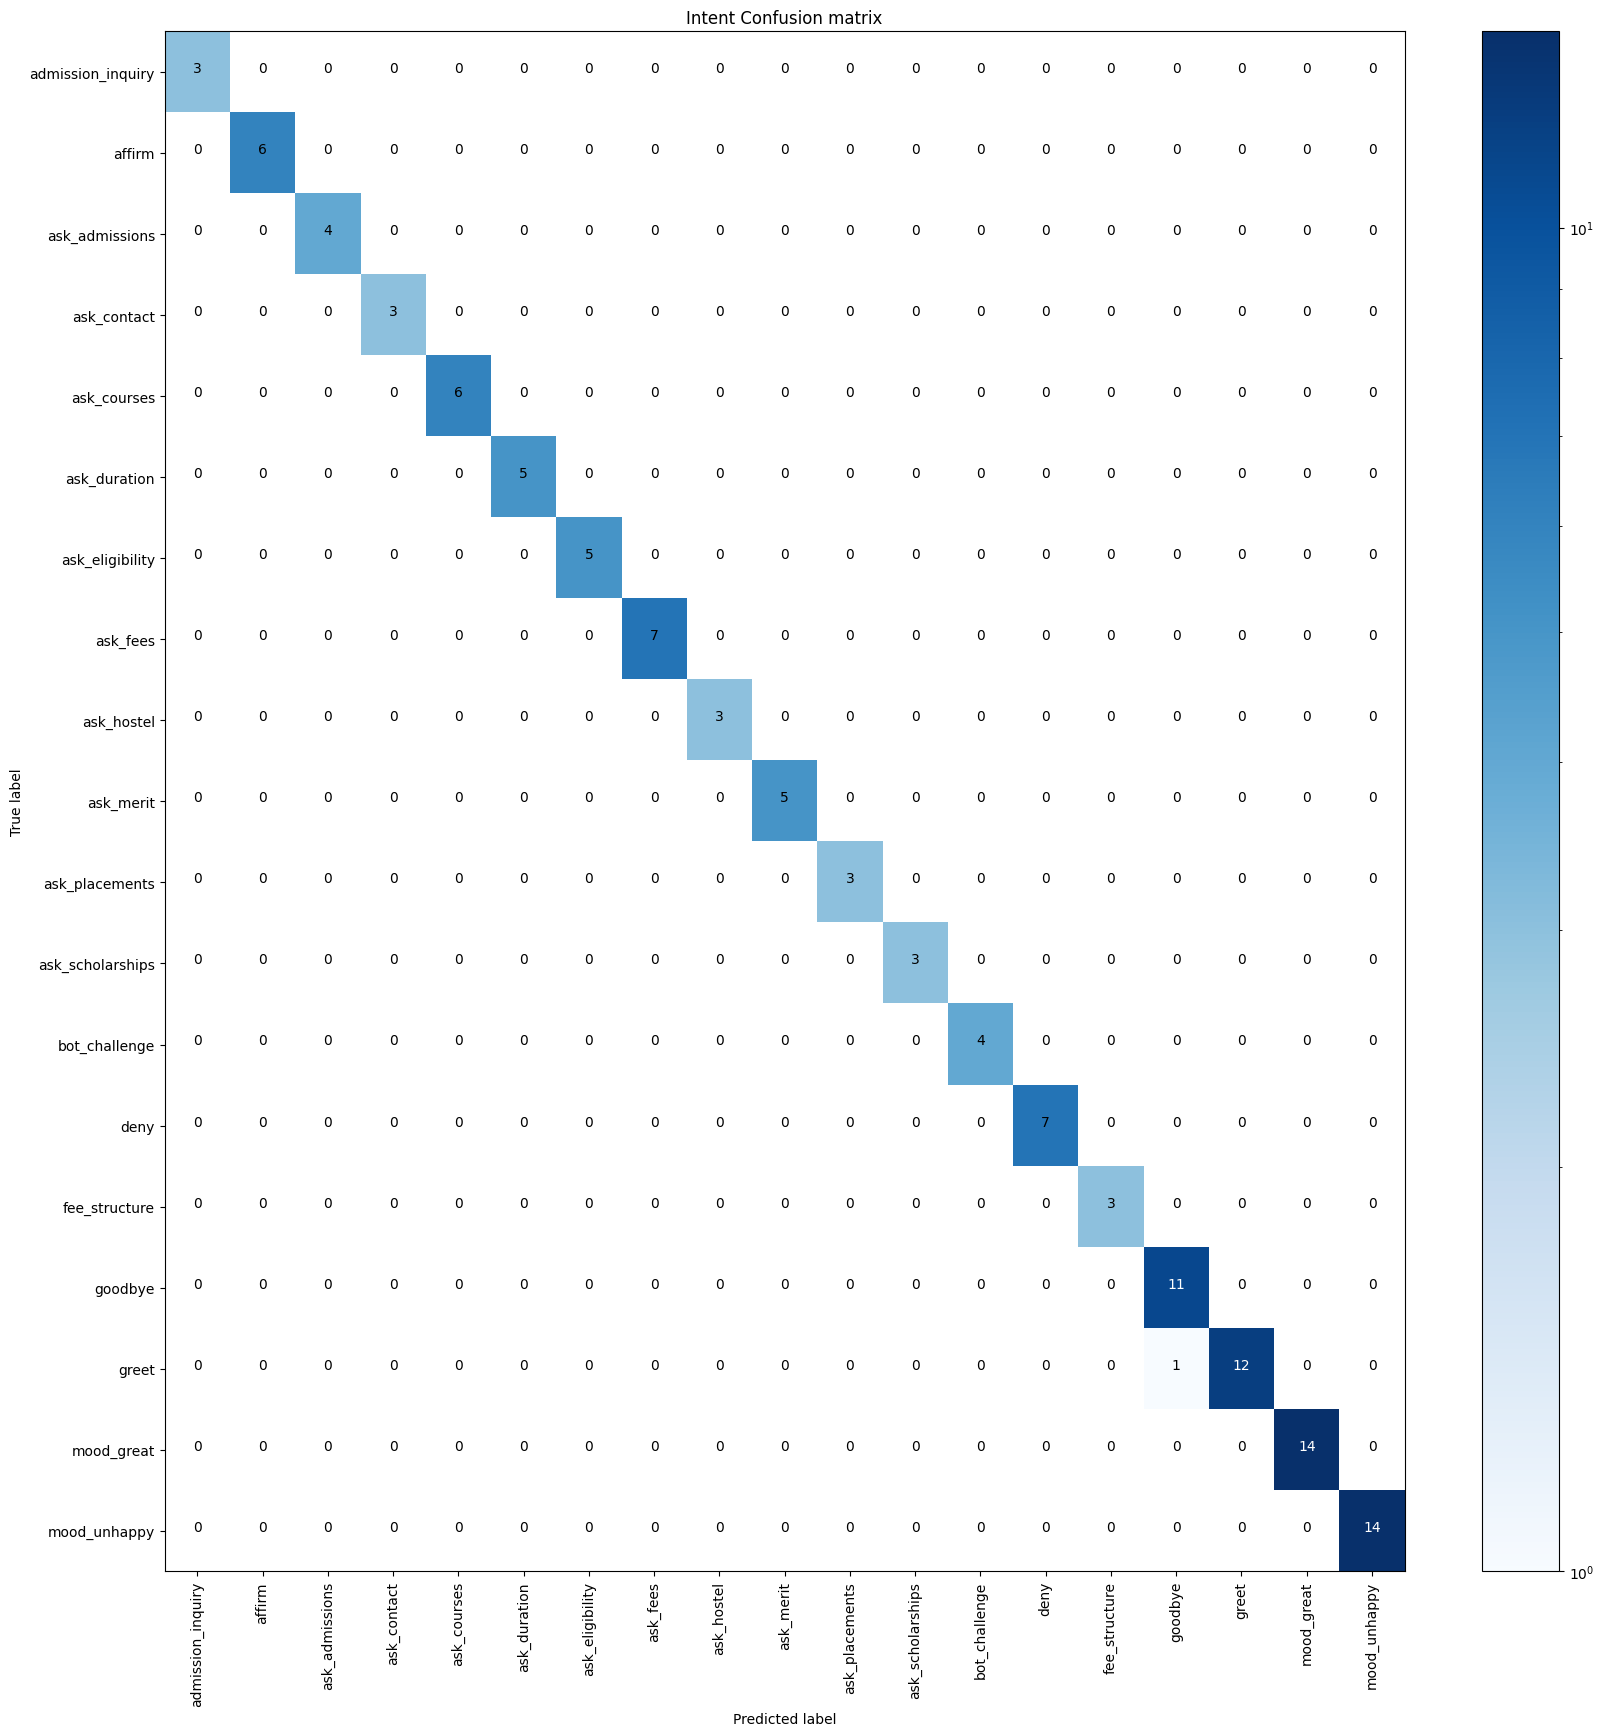 Intent Confusion matrix
admission_inquiry 3 0 0 0 0 0 0 0 0 0 0 0 0 0 0 0 0 0 0
affirm 0 6 0 0 0 0 0 0 0 0 0 0 0 0 0 0 0 0 0
ask_admissions 0 0 4 0 0 0 0 0 0 0 0 0 0 0 0 0 0 0 0
ask_contact 0 0 0 3 0 0 0 0 0 0 0 0 0 0 0 0 0 0 0
ask_courses 0 0 0 0 6 0 0 0 0 0 0 0 0 0 0 0 0 0 0
ask_duration 0 0 0 0 0 5 0 0 0 0 0 0 0 0 0 0 0 0 0
ask_eligibility 0 0 0 0 0 0 5 0 0 0 0 0 0 0 0 0 0 0 0
ask_fees 0 0 0 0 0 0 0 7 0 0 0 0 0 0 0 0 0 0 0
ask_hostel 0 0 0 0 0 0 0 0 3 0 0 0 0 0 0 0 0 0 0
ask_merit 0 0 0 0 0 0 0 0 0 5 0 0 0 0 0 0 0 0 0
ask_placements 0 0 0 0 0 0 0 0 0 0 3 0 0 0 0 0 0 0 0
ask_scholarships 0 0 0 0 0 0 0 0 0 0 0 3 0 0 0 0 0 0 0
bot_challenge 0 0 0 0 0 0 0 0 0 0 0 0 4 0 0 0 0 0 0
deny 0 0 0 0 0 0 0 0 0 0 0 0 0 7 0 0 0 0 0
fee_structure 0 0 0 0 0 0 0 0 0 0 0 0 0 0 3 0 0 0 0
goodbye 0 0 0 0 0 0 0 0 0 0 0 0 0 0 0 11 0 0 0
greet 0 0 0 0 0 0 0 0 0 0 0 0 0 0 0 1 12 0 0
mood_great 0 0 0 0 0 0 0 0 0 0 0 0 0 0 0 0 0 14 0
mood_unhappy 0 0 0 0 0 0 0 0 0 0 0 0 0 0 0 0 0 0 14
True label
admission_inquiry
affirm
ask_admissions
ask_contact
ask_courses
ask_duration
ask_eligibility
ask_fees
ask_hostel
ask_merit
ask_placements
ask_scholarships
bot_challenge
deny
fee_structure
goodbye
greet
mood_great
mood_unhappy
Predicted label
10¹
10⁰